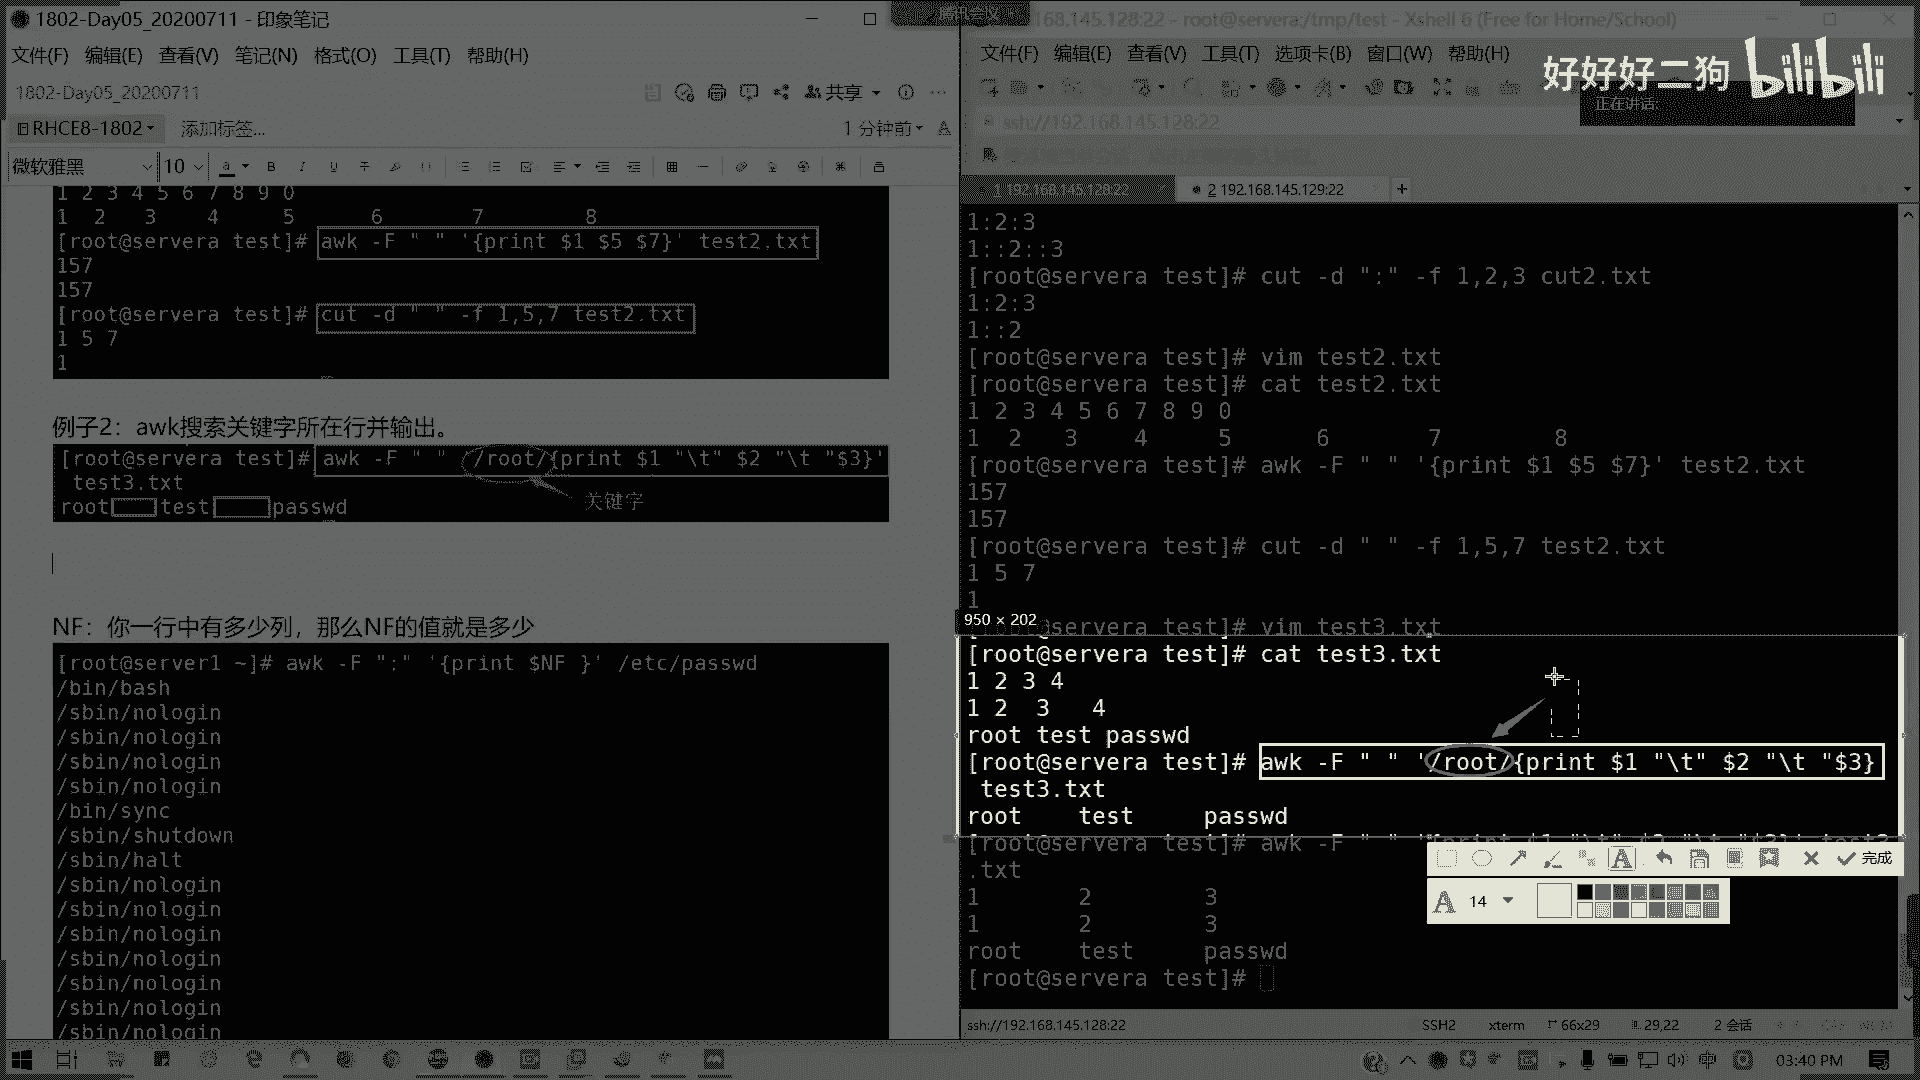 1802-Day05_20200711 - 印象笔记
文件(F) 编辑(E) 查看(V) 笔记(N) 格式(O) 工具(T) 帮助(H)
1802-Day05_20200711
共享
RHCE8-1802
添加标签...
1 分钟前
微软雅黑
10
1 2 3 4 5 6 7 8 9 0
1 2 3 4 5 6 7 8
[root@servera test]# awk -F " " '{print $1 $5 $7}' test2.txt
157
157
[root@servera test]# cut -d " " -f 1,5,7 test2.txt
1 5 7
1
例子2：awk搜索关键字所在行并输出。
[root@servera test]# awk -F " " '/root/{print $1 "\t" $2 "\t "$3}'
test3.txt
root test passwd
关键字
NF：你一行中有多少列，那么NF的值就是多少
[root@server1 ~]# awk -F ":" '{print $NF }' /etc/passwd
/bin/bash
/sbin/nologin
/sbin/nologin
/sbin/nologin
/sbin/nologin
/bin/sync
/sbin/shutdown
/sbin/halt
/sbin/nologin
/sbin/nologin
/sbin/nologin
/sbin/nologin
/sbin/nologin
/sbin/nologin
/sbin/nologin
腾讯会议
168.145.128:22 - root@servera:/tmp/test - Xshell 6 (Free for Home/School)
文件(F) 编辑(E) 查看(V) 工具(T) 选项卡(B) 窗口(W) 帮助(H)
好好好二狗 bilibili
正在讲话:
ssh://192.168.145.128:22
1 192.168.145.128:22
2 192.168.145.129:22
1:2:3
1::2::3
[root@servera test]# cut -d ":" -f 1,2,3 cut2.txt
1:2:3
1::2
[root@servera test]# vim test2.txt
[root@servera test]# cat test2.txt
1 2 3 4 5 6 7 8 9 0
1 2 3 4 5 6 7 8
[root@servera test]# awk -F " " '{print $1 $5 $7}' test2.txt
157
157
[root@servera test]# cut -d " " -f 1,5,7 test2.txt
1 5 7
1
950 × 202
[root@servera test]# vim test3.txt
[root@servera test]# cat test3.txt
1 2 3 4
1 2 3 4
root test passwd
[root@servera test]# awk -F " " '/root/{print $1 "\t" $2 "\t "$3}
test3.txt
root test passwd
[root@servera test]# awk -F " " '{print $1 "\t" $2 "\t "$3}' test3
.txt
完成
14
1 2 3
1 2 3
root test passwd
[root@servera test]#
ssh://192.168.145.128:22
SSH2
xterm
66x29
29,22
2 会话
中
03:40 PM